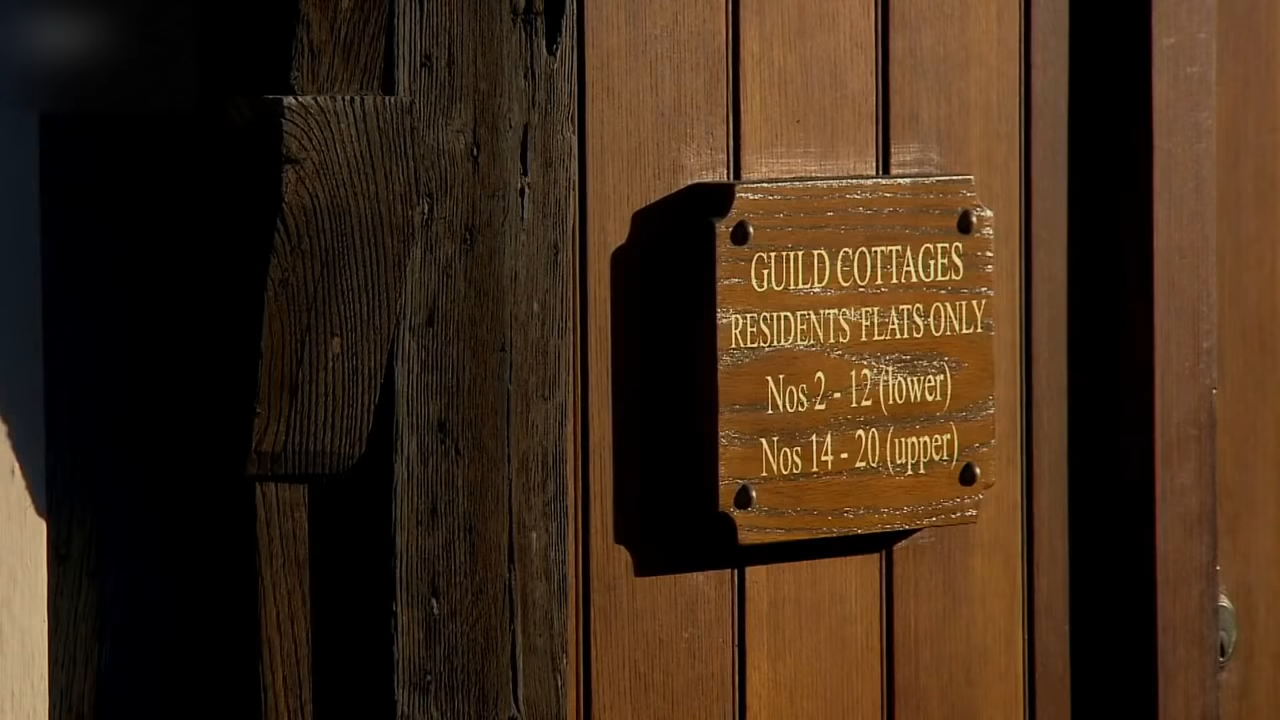 GUILD COTTAGES
RESIDENTS' FLATS ONLY
Nos 2 - 12 (lower)
Nos 14 - 20 (upper)